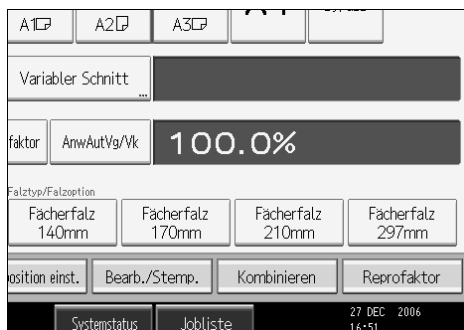 A1 A2 A3
Variabler Schnitt
...
faktor AnwAutVg/Vk 100.0%
Falztyp/Falzoption
Fächerfalz Fächerfalz Fächerfalz Fächerfalz
140mm 170mm 210mm 297mm
osition einst. Bearb./Stemp. Kombinieren Reprofaktor
Systemstatus Jobliste 27 DEC 2006
16:51